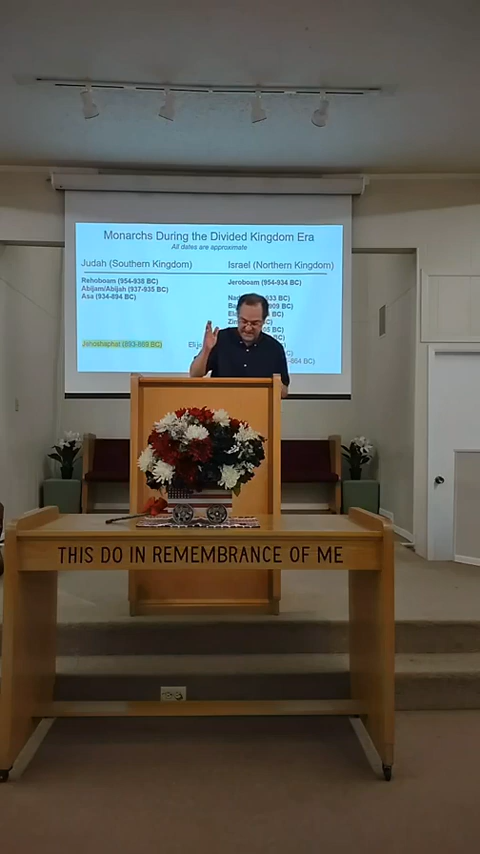 Monarchs During the Divided Kingdom Era
All dates are approximate
Judah (Southern Kingdom)
Rehoboam (954-938 BC)
Abijam/Abijah (937-935 BC)
Asa (934-894 BC)
Jehoshaphat (893-869 BC)
Israel (Northern Kingdom)
Jeroboam (954-934 BC)
THIS DO IN REMEMBRANCE OF ME